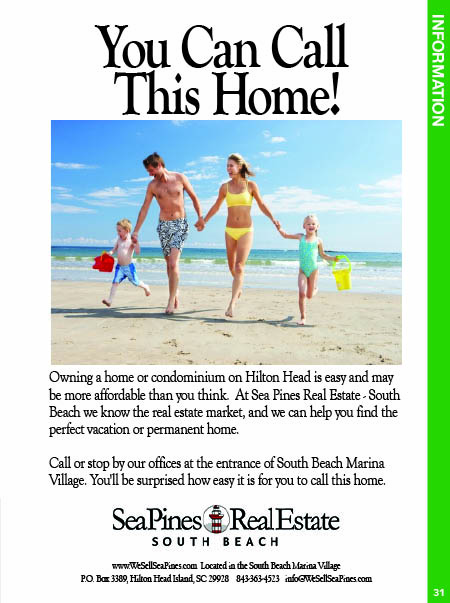 You Can Call
This Home!
INFORMATION
Owning a home or condominium on Hilton Head is easy and may
be more affordable than you think.  At Sea Pines Real Estate - South
Beach we know the real estate market, and we can help you find the
perfect vacation or permanent home.
Call or stop by our offices at the entrance of South Beach Marina
Village. You'll be surprised how easy it is for you to call this home.
Sea Pines Real Estate
SOUTH BEACH
www.WeSellSeaPines.com  Located in the South Beach Marina Village
P.O. Box 3389, Hilton Head Island, SC 29928  843-363-4523  info@WeSellSeaPines.com
31